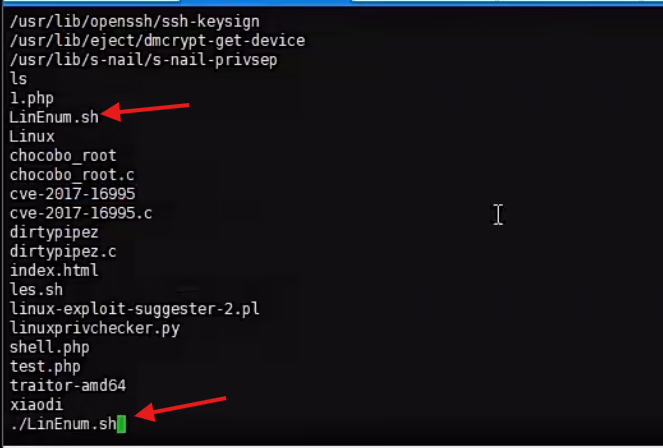 /usr/lib/openssh/ssh-keysign
/usr/lib/eject/dmcrypt-get-device
/usr/lib/s-nail/s-nail-privsep
ls
1.php
LinEnum.sh
Linux
chocobo_root
chocobo_root.c
cve-2017-16995
cve-2017-16995.c
dirtypipez
dirtypipez.c
index.html
les.sh
linux-exploit-suggester-2.pl
linuxprivchecker.py
shell.php
test.php
traitor-amd64
xiaodi
./LinEnum.sh